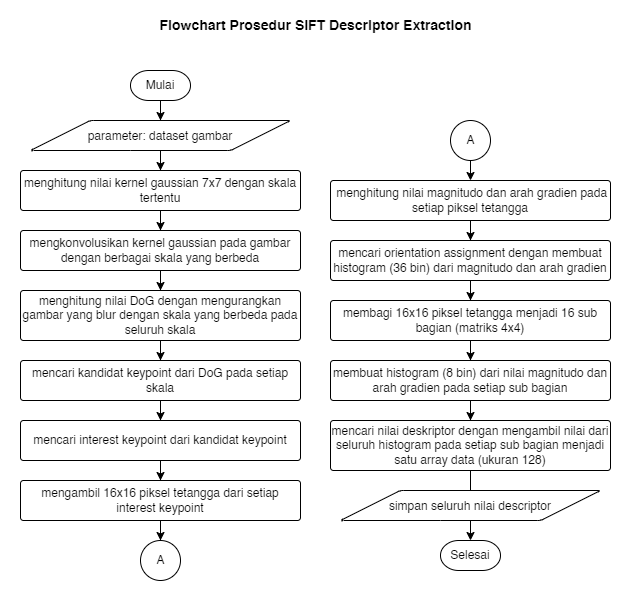 Flowchart Prosedur SIFT Descriptor Extraction
Mulai
parameter: dataset gambar
menghitung nilai kernel gaussian 7x7 dengan skala
tertentu
mengkonvolusikan kernel gaussian pada gambar
dengan berbagai skala yang berbeda
menghitung nilai DoG dengan mengurangkan
gambar yang blur dengan skala yang berbeda pada
seluruh skala
mencari kandidat keypoint dari DoG pada setiap
skala
mencari interest keypoint dari kandidat keypoint
mengambil 16x16 piksel tetangga dari setiap
interest keypoint
A
A
menghitung nilai magnitudo dan arah gradien pada
setiap piksel tetangga
mencari orientation assignment dengan membuat
histogram (36 bin) dari magnitudo dan arah gradien
membagi 16x16 piksel tetangga menjadi 16 sub
bagian (matriks 4x4)
membuat histogram (8 bin) dari nilai magnitudo dan
arah gradien pada setiap sub bagian
mencari nilai deskriptor dengan mengambil nilai dari
seluruh histogram pada setiap sub bagian menjadi
satu array data (ukuran 128)
simpan seluruh nilai descriptor
Selesai